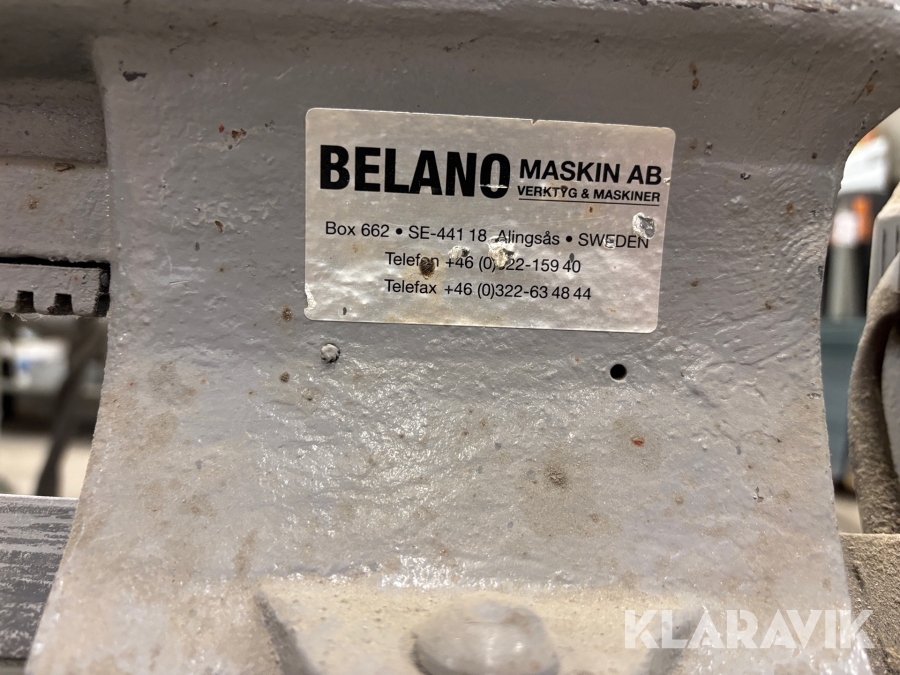 BELANO MASKIN AB
VERKTYG & MASKINER
Box 662 • SE-441 18 Alingsås • SWEDEN
Telefon +46 (0)322-159 40
Telefax +46 (0)322-63 48 44
KLARAVIK